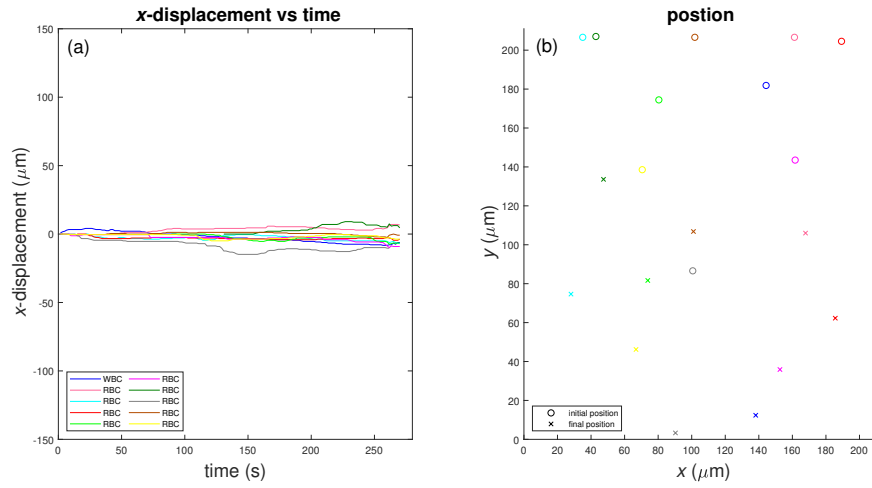 x-displacement vs time
(a)
x-displacement (μm)
150
100
50
0
-50
-100
-150
0 50 100 150 200 250
time (s)
WBC RBC
RBC RBC
RBC RBC
RBC RBC
RBC RBC
postion
(b)
y (μm)
200
180
160
140
120
100
80
60
40
20
0
0 20 40 60 80 100 120 140 160 180 200
x (μm)
initial position
final position